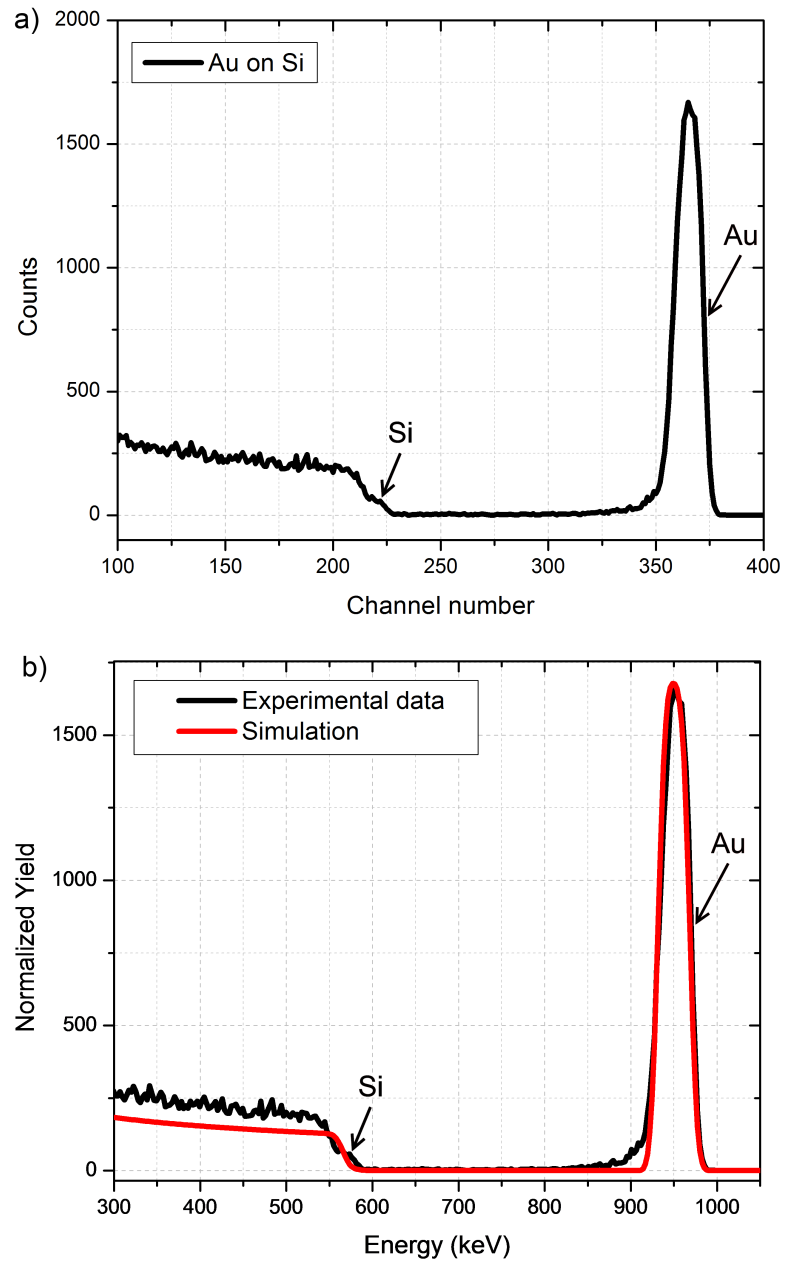 a)
2000
Au on Si
1500
Au
1000
Counts
500
Si
0
100 150 200 250 300 350 400
Channel number
b)
Experimental data
Simulation
1500
Au
1000
Normalized Yield
500
Si
0
300 400 500 600 700 800 900 1000
Energy (keV)